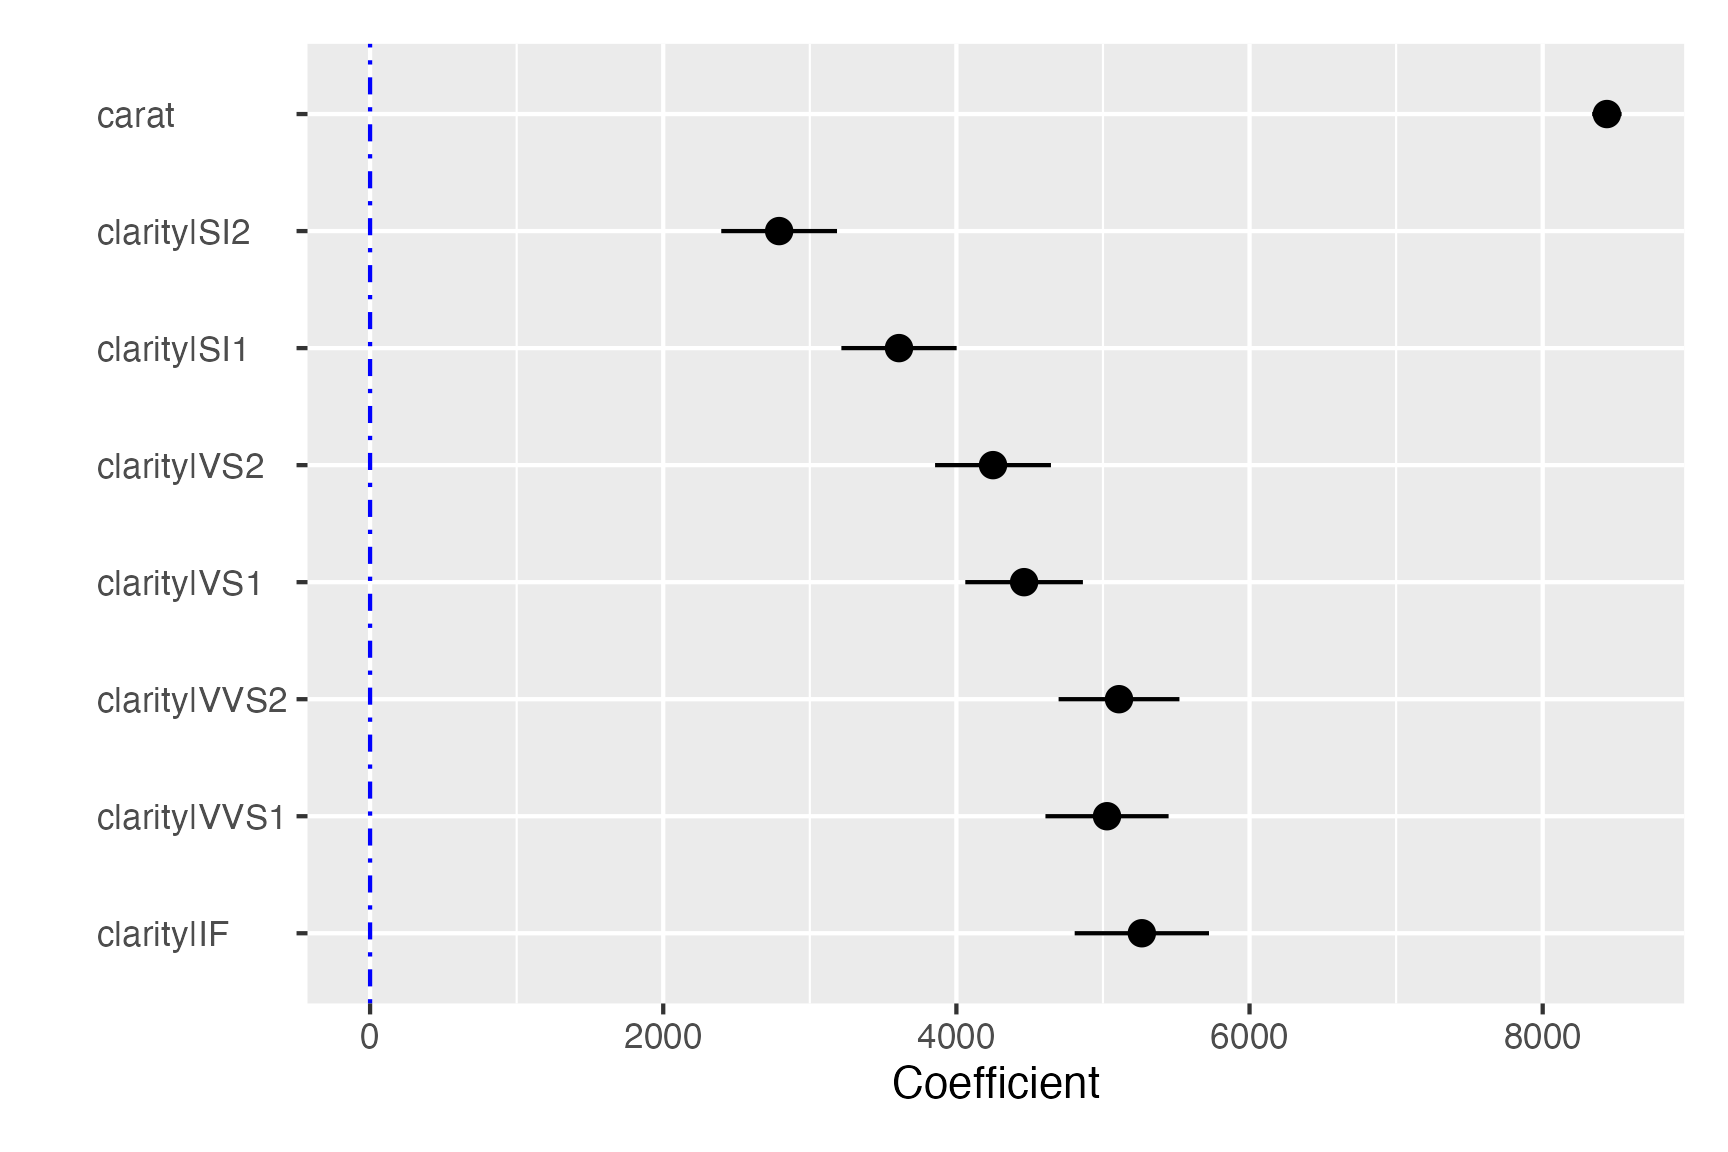 carat
clarity|SI2
clarity|SI1
clarity|VS2
clarity|VS1
clarity|VVS2
clarity|VVS1
clarity|IF
0 2000 4000 6000 8000
Coefficient